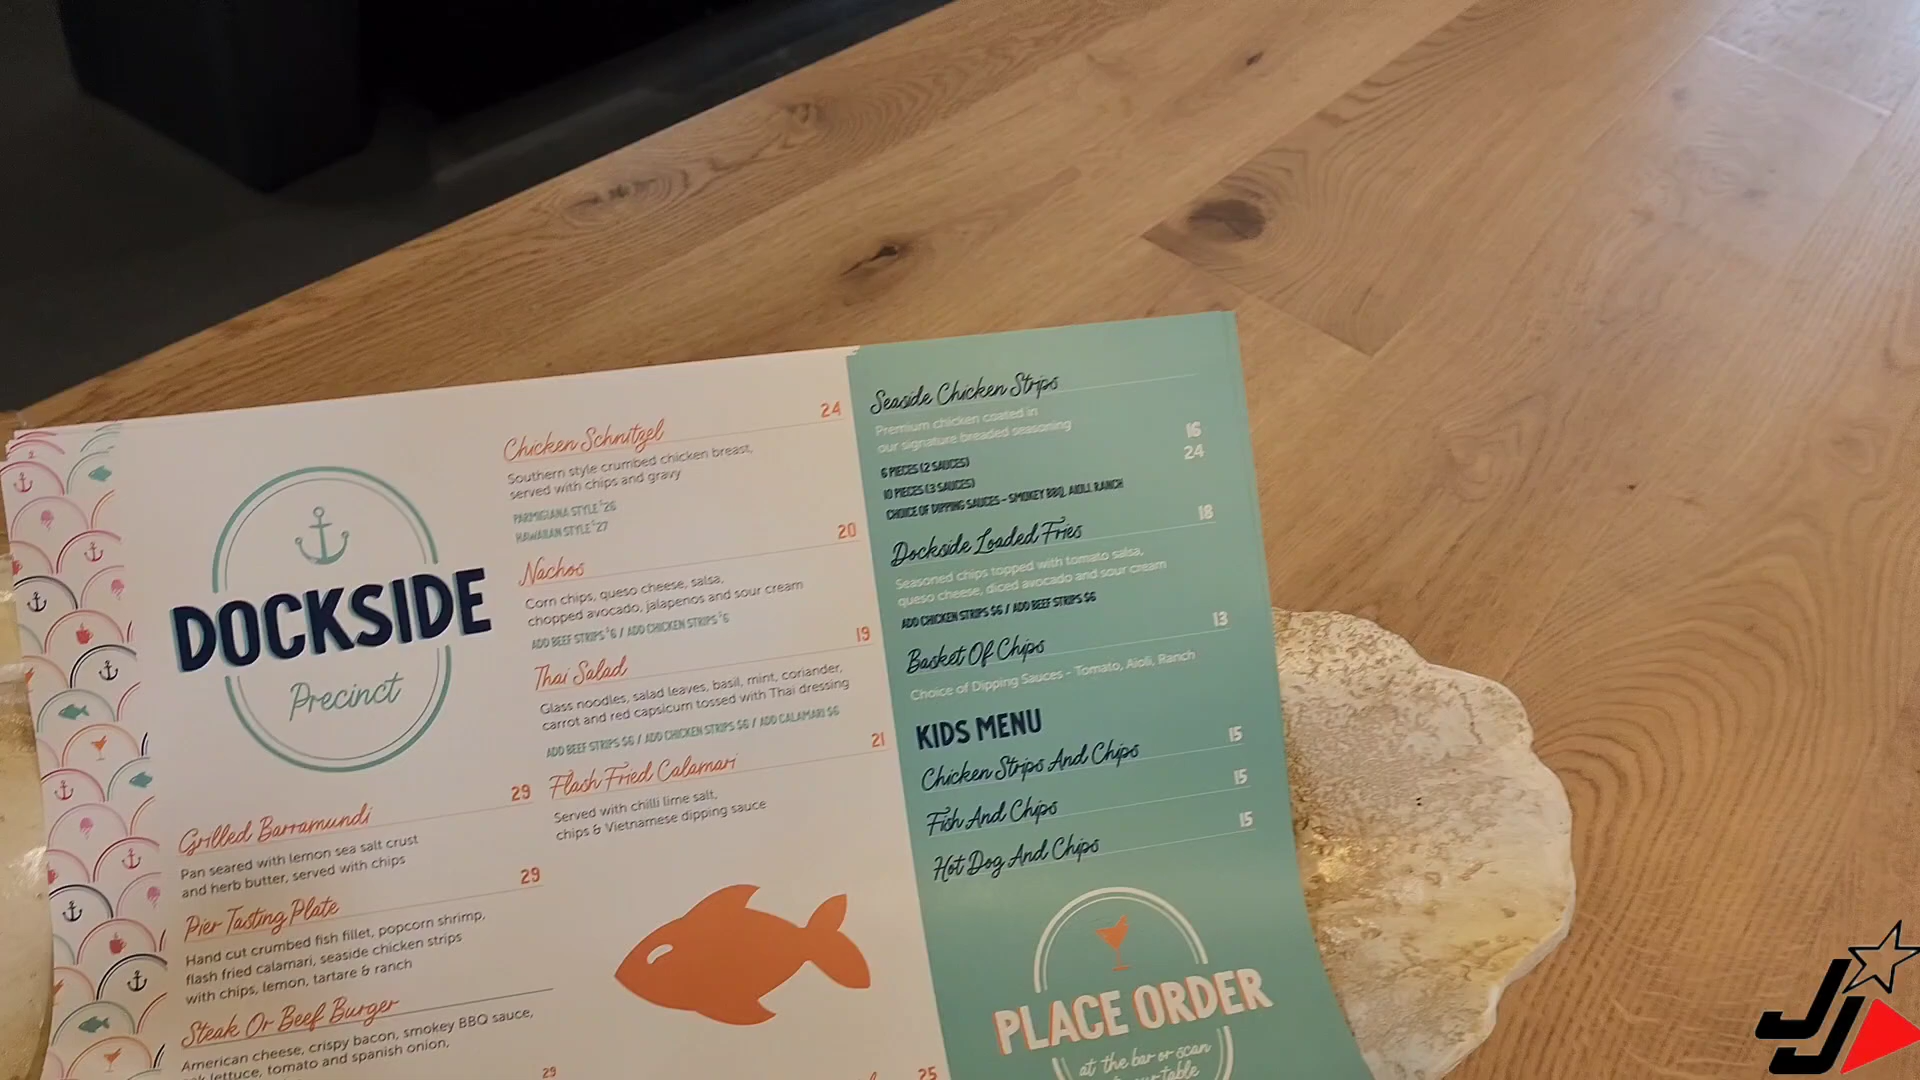 DOCKSIDE
Precinct
Grilled Barramundi 29
Pan seared with lemon sea salt crust
and herb butter, served with chips
Pier Tasting Plate 29
Hand cut crumbed fish fillet, popcorn shrimp,
flash fried calamari, seaside chicken strips
with chips, lemon, tartare & ranch
Steak Or Beef Burger
American cheese, crispy bacon, smokey BBQ sauce,
lettuce, tomato and spanish onion,
29
Chicken Schnitzel 24
Southern style crumbed chicken breast,
served with chips and gravy
PARMIGIANA STYLE $26
HAWAIIAN STYLE $27
Nachos 20
Corn chips, queso cheese, salsa,
chopped avocado, jalapenos and sour cream
ADD BEEF STRIPS $6 / ADD CHICKEN STRIPS $6
Thai Salad 19
Glass noodles, salad leaves, basil, mint, coriander,
carrot and red capsicum tossed with Thai dressing
ADD BEEF STRIPS $6 / ADD CHICKEN STRIPS $6 / ADD CALAMARI $6
Flash Fried Calamari 21
Served with chilli lime salt,
chips & Vietnamese dipping sauce
25
Seaside Chicken Strips
Premium chicken coated in
our signature breaded seasoning
6 PIECES (2 SAUCES) 16
10 PIECES (3 SAUCES) 24
CHOICE OF DIPPING SAUCES - SMOKEY BBQ, AIOLI, RANCH
Dockside Loaded Fries 18
Seasoned chips topped with tomato salsa,
queso cheese, diced avocado and sour cream
ADD CHICKEN STRIPS $6 / ADD BEEF STRIPS $6
Basket Of Chips 13
Choice of Dipping Sauces - Tomato, Aioli, Ranch
KIDS MENU
Chicken Strips And Chips 15
Fish And Chips 15
Hot Dog And Chips 15
PLACE ORDER
at the bar or scan
table
JJ